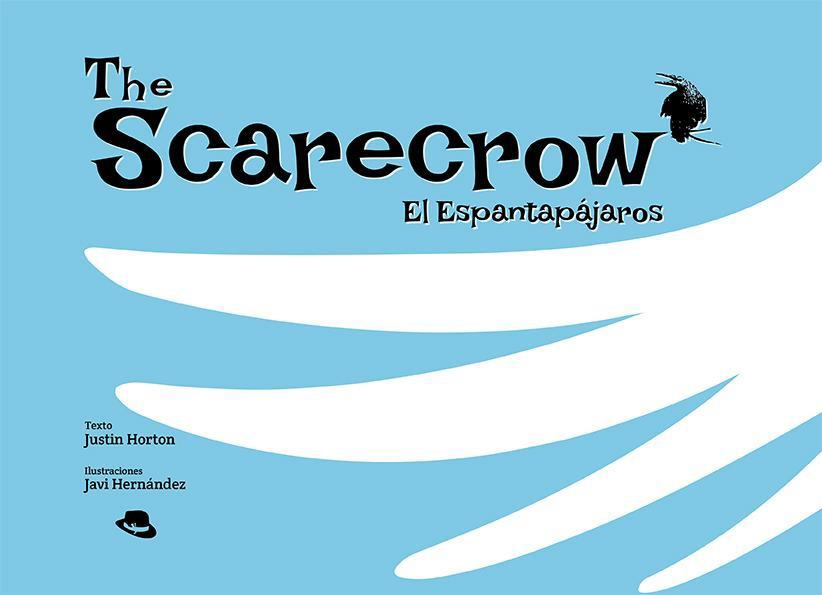 The
Scarecrow
El Espantapájaros
Texto
Justin Horton
Ilustraciones
Javi Hernández